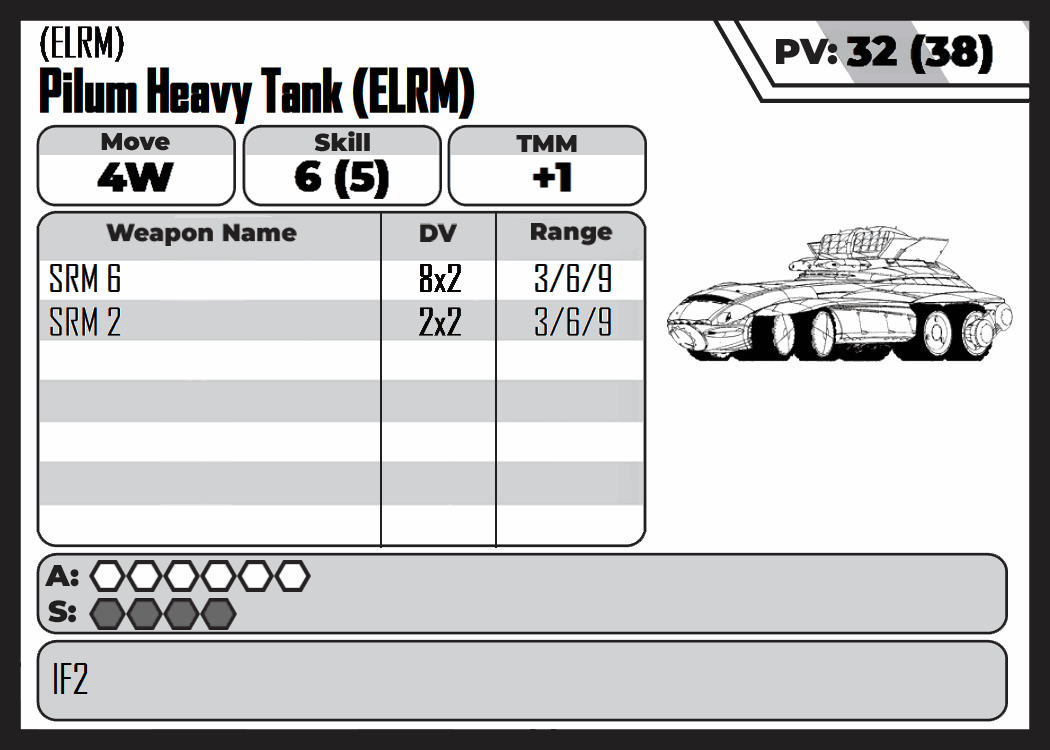 (ELRM)
Pilum Heavy Tank (ELRM)
PV: 32 (38)
Move Skill TMM
4W 6 (5) +1
Weapon Name DV Range
SRM 6 8x2 3/6/9
SRM 2 2x2 3/6/9
A:
S:
IF2